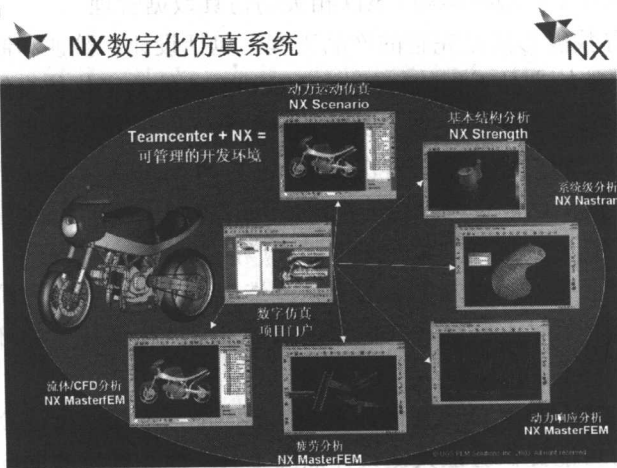 NX数字化仿真系统
NX
动力运动仿真
NX Scenario
基本结构分析
NX Strength
Teamcenter + NX =
可管理的开发环境
系统级分析
NX Nastran
数字仿真
项目门户
流体/CFD分析
NX MasterfEM
疲劳分析
NX MasterFEM
动力响应分析
NX MasterFEM